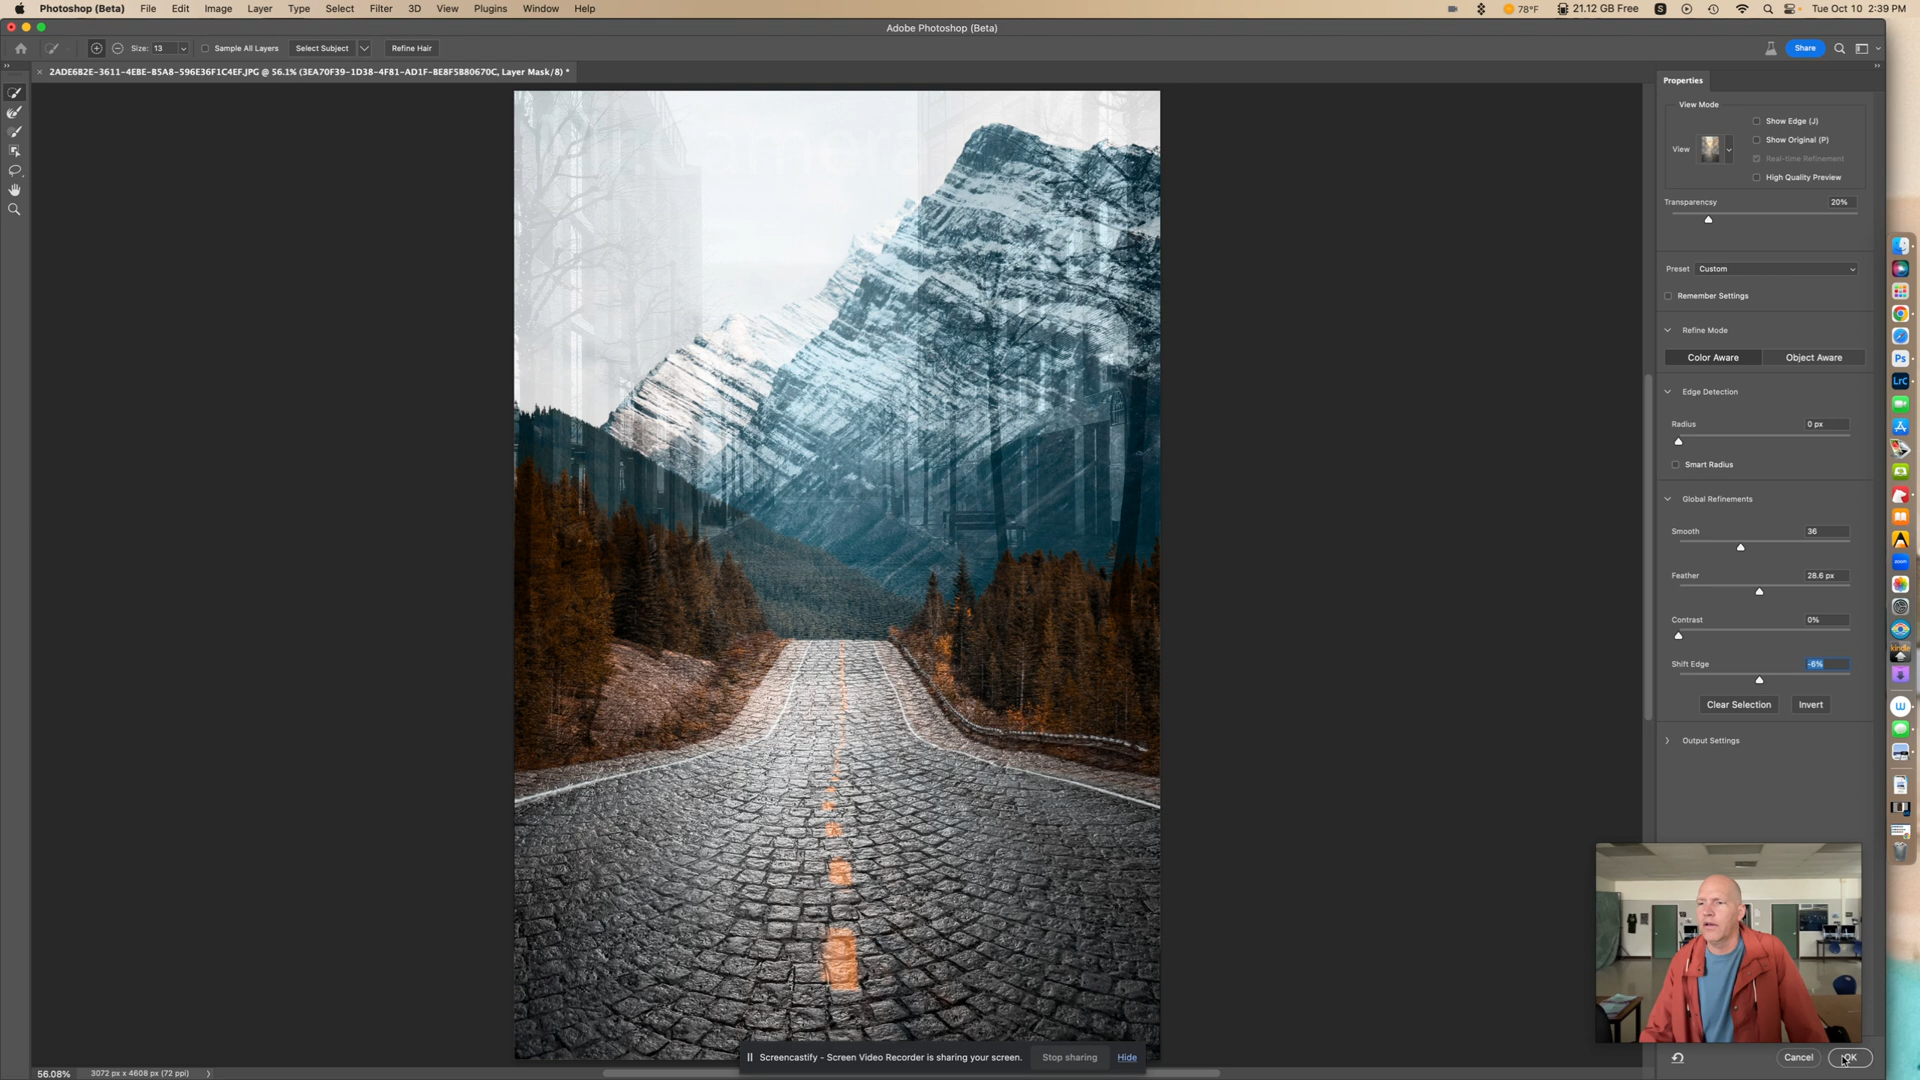 Photoshop (Beta) File Edit Image Layer Type Select Filter 3D View Plugins Window Help
78°F 21.12 GB Free Tue Oct 10 2:39 PM
Adobe Photoshop (Beta)
Size: 13 Sample All Layers Select Subject Refine Hair Share
2ADE6B2E-3611-4EBE-B5A8-596E36F1C4EF.JPG @ 56.1% (3EA70F39-1D38-4F81-AD1F-BE8F5B80670C, Layer Mask/8) *
Properties
View Mode
Show Edge (J)
Show Original (P)
View
Real-time Refinement
High Quality Preview
Transparency 20%
Preset Custom
Remember Settings
Refine Mode
Color Aware Object Aware
Edge Detection
Radius 0 px
Smart Radius
Global Refinements
Smooth 36
Feather 28.6 px
Contrast 0%
Shift Edge -6%
Clear Selection Invert
Output Settings
Ps
LrC
zoom
kindle
Screencastify - Screen Video Recorder is sharing your screen. Stop sharing Hide
Cancel OK
56.08% 3072 px x 4608 px (72 ppi)